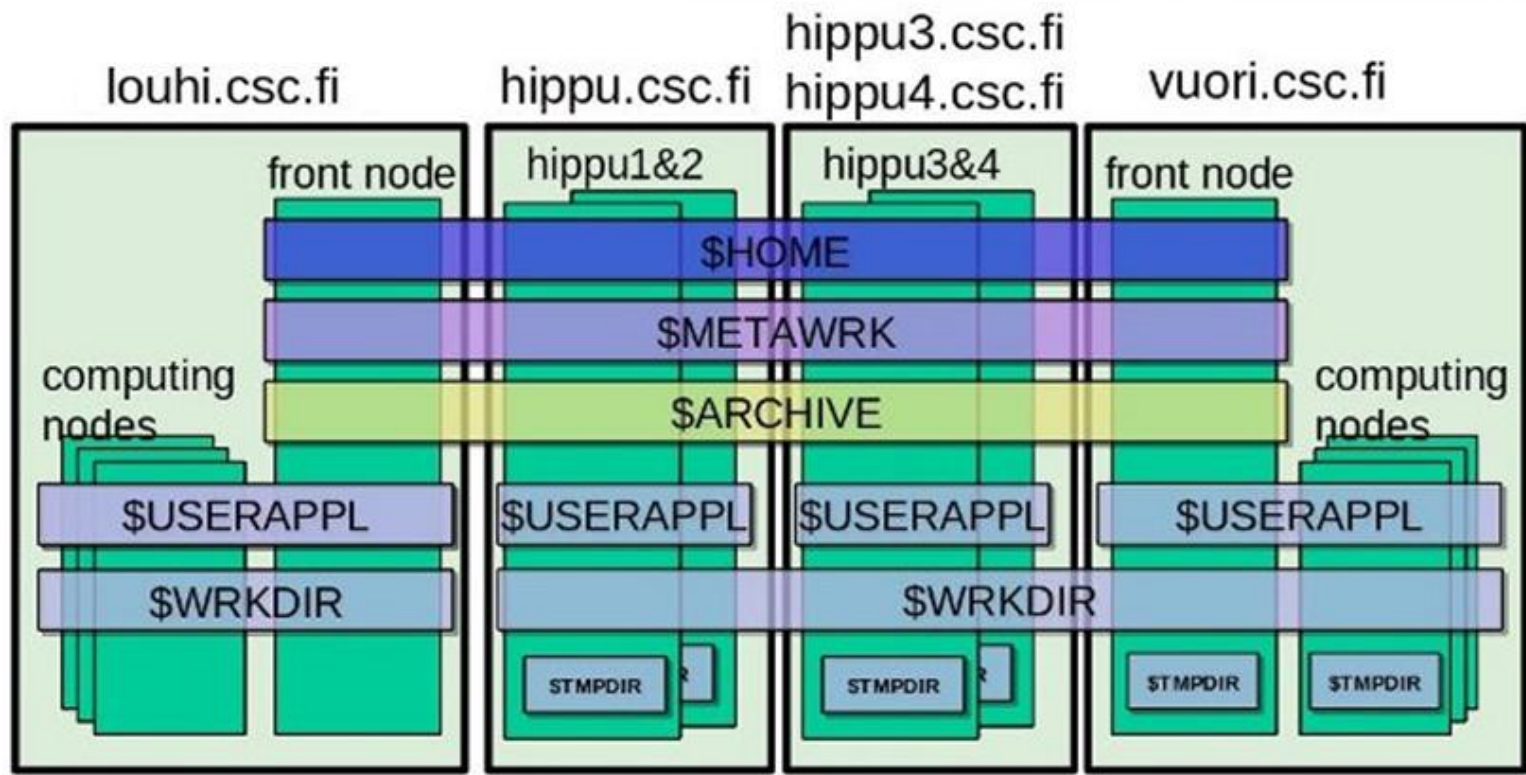 louhi.csc.fi
hippu.csc.fi
hippu3.csc.fi
hippu4.csc.fi
vuori.csc.fi
front node
hippu1&2
hippu3&4
front node
$HOME
$METAWRK
$ARCHIVE
computing
nodes
computing
nodes
$USERAPPL
$USERAPPL
$USERAPPL
$USERAPPL
$WRKDIR
$WRKDIR
$TMPDIR
R
$TMPDIR
R
$TMPDIR
$TMPDIR